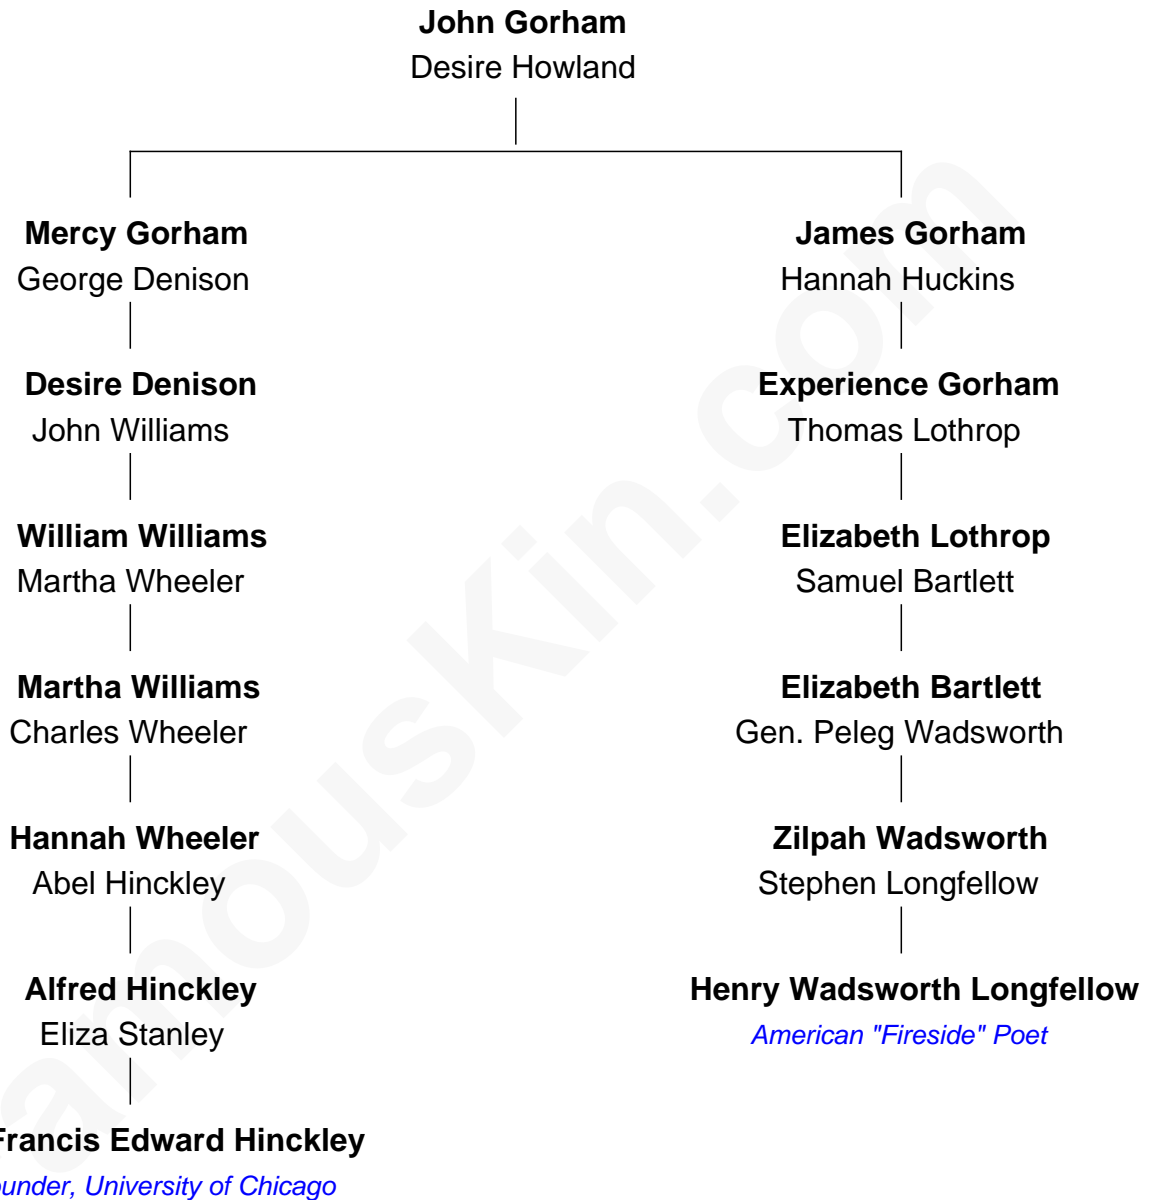 John Gorham
Desire Howland
Mercy Gorham
George Denison
James Gorham
Hannah Huckins
Desire Denison
John Williams
Experience Gorham
Thomas Lothrop
William Williams
Martha Wheeler
Elizabeth Lothrop
Samuel Bartlett
Martha Williams
Charles Wheeler
Elizabeth Bartlett
Gen. Peleg Wadsworth
Hannah Wheeler
Abel Hinckley
Zilpah Wadsworth
Stephen Longfellow
Alfred Hinckley
Eliza Stanley
Henry Wadsworth Longfellow
American "Fireside" Poet
Francis Edward Hinckley
ounder, University of Chicago
amousKin.com